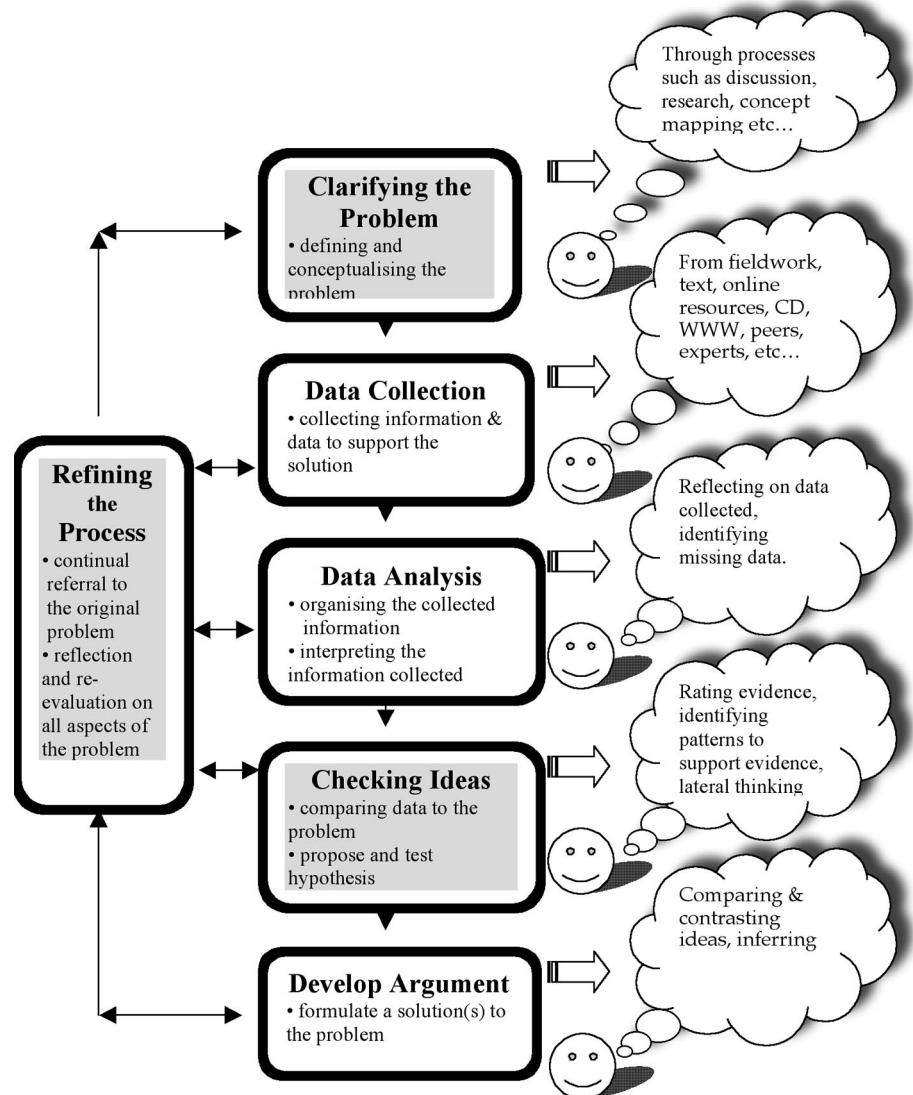 Through processes
such as discussion,
research, concept
mapping etc…
Clarifying the
Problem
• defining and
conceptualising the
problem
From fieldwork,
text, online
resources, CD,
WWW, peers,
experts, etc…
Data Collection
• collecting information &
data to support the
solution
Refining
the
Process
• continual
referral to
the original
problem
• reflection
and re-
evaluation on
all aspects of
the problem
Reflecting on data
collected,
identifying
missing data.
Data Analysis
• organising the collected
information
• interpreting the
information collected
Rating evidence,
identifying
patterns to
support evidence,
lateral thinking
Checking Ideas
• comparing data to the
problem
• propose and test
hypothesis
Comparing &
contrasting
ideas, inferring
Develop Argument
• formulate a solution(s) to
the problem